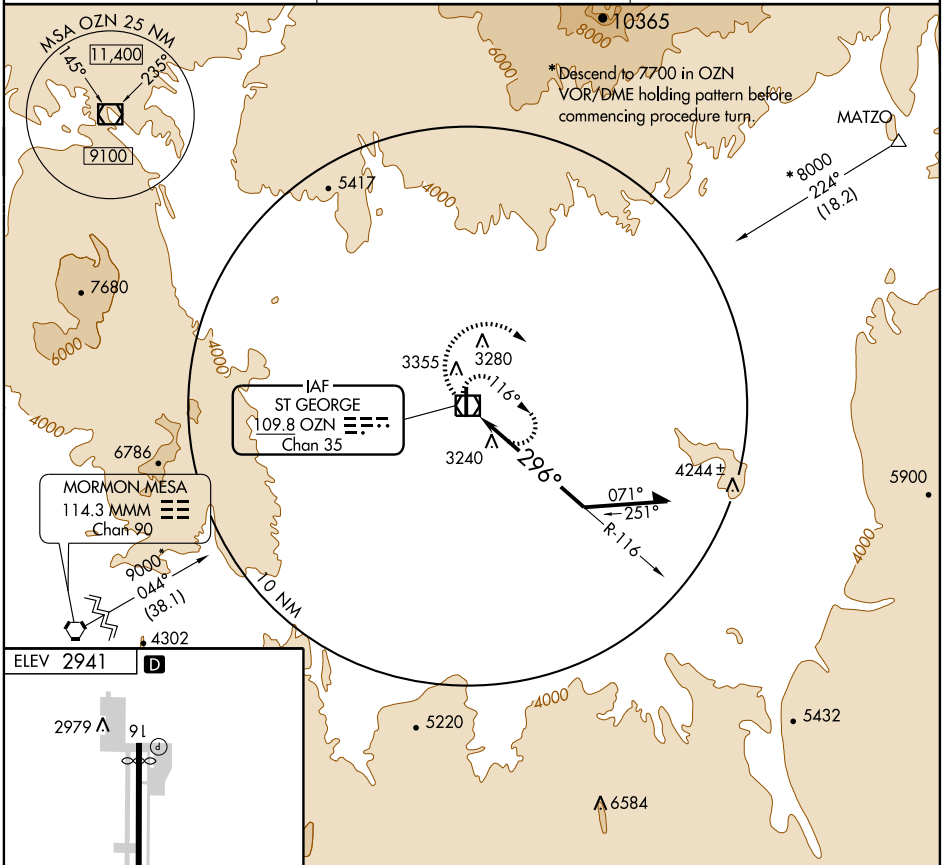 MSA OZN 25 NM
145°
11,400
235°
9100
10365
8000
6000
*Descend to 7700 in OZN
VOR/DME holding pattern before
commencing procedure turn.
MATZO
*8000
224°
(18.2)
5417
4000
7680
6000
4000
3355
3280
116°
IAF
ST GEORGE
109.8 OZN
Chan 35
3240
296°
4000
6786
4244±
5900
MORMON MESA
114.3 MMM
Chan 90
071°
251°
R-116
4000
9000*
044°
(38.1)
10 NM
4302
ELEV 2941
D
4000
5220
5432
2979
16
P
6584